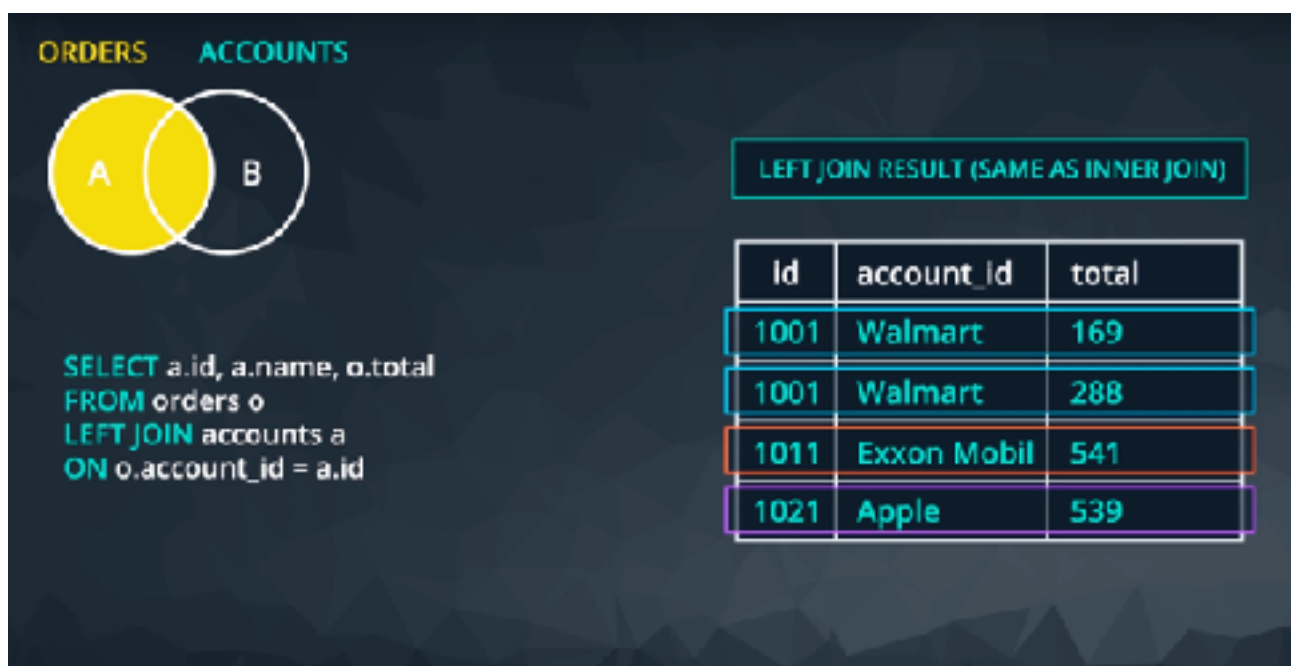 ORDERS ACCOUNTS
A B
LEFT JOIN RESULT (SAME AS INNER JOIN)
id account_id total
1001 Walmart 169
1001 Walmart 288
1011 Exxon Mobil 541
1021 Apple 539
SELECT a.id, a.name, o.total
FROM orders o
LEFT JOIN accounts a
ON o.account_id = a.id